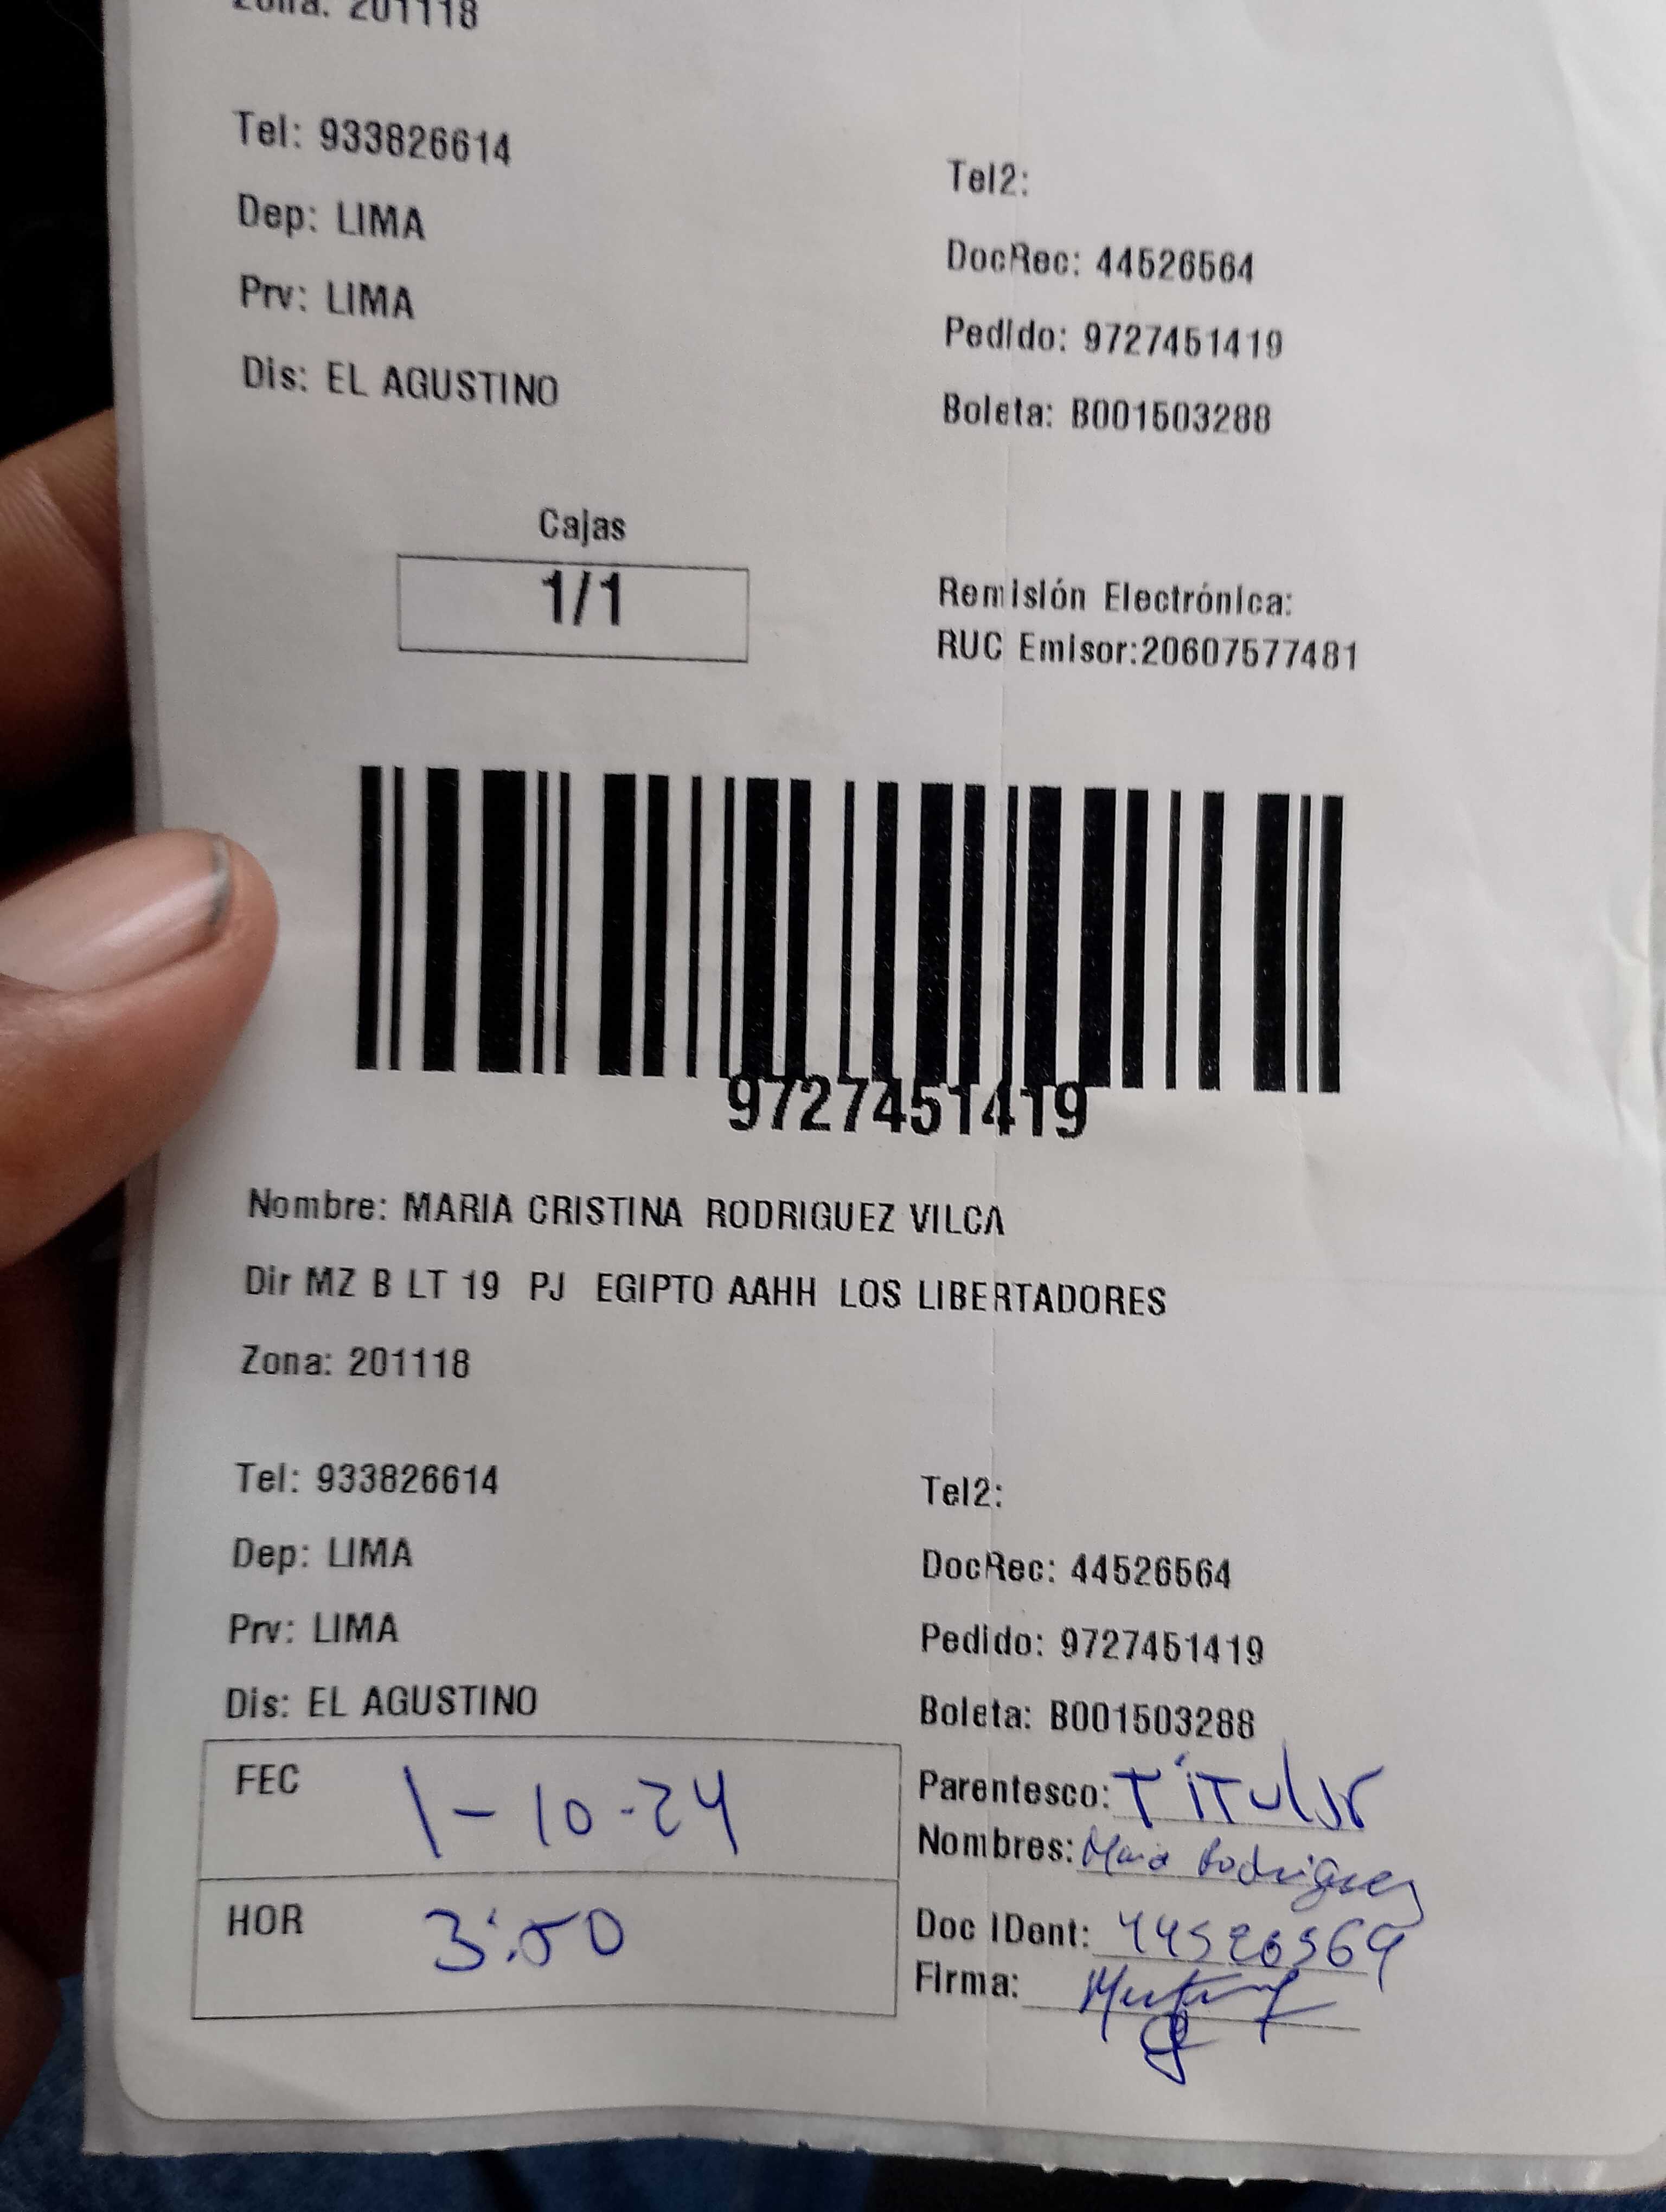 Zona: 201118
Tel: 933826614
Tel2:
Dep: LIMA
DocRec: 44526564
Prv: LIMA
Pedido: 9727451419
Dis: EL AGUSTINO
Boleta: B001503288
Cajas
1/1
Remisión Electrónica:
RUC Emisor:20607577481
9727451419
Nombre: MARIA CRISTINA RODRIGUEZ VILCA
Dir MZ B LT 19 PJ EGIPTO AAHH LOS LIBERTADORES
Zona: 201118
Tel: 933826614
Tel2:
Dep: LIMA
DocRec: 44526564
Prv: LIMA
Pedido: 9727451419
Dis: EL AGUSTINO
Boleta: B001503288
FEC 1-10-24
Parentesco: TiTular
Nombres: Maria Rodriguez
HOR 3:50
Doc IDent: 44526564
Firma: